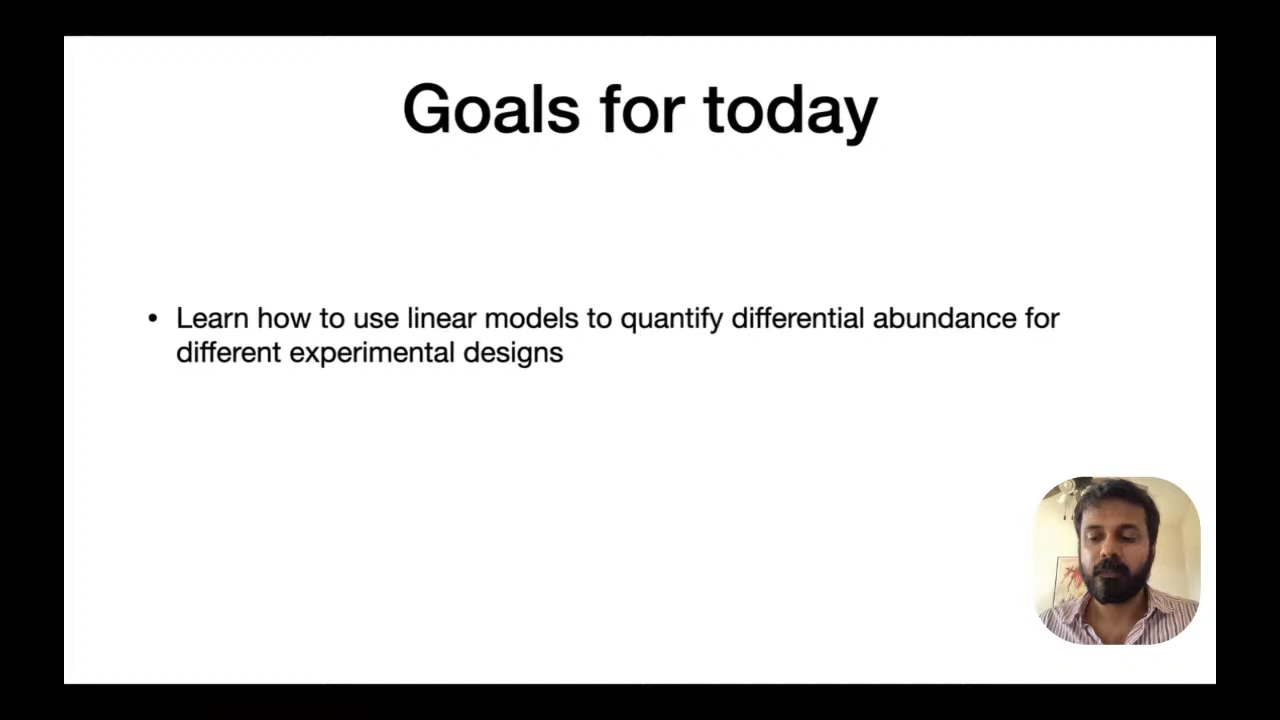 Goals for today
• Learn how to use linear models to quantify differential abundance for
different experimental designs